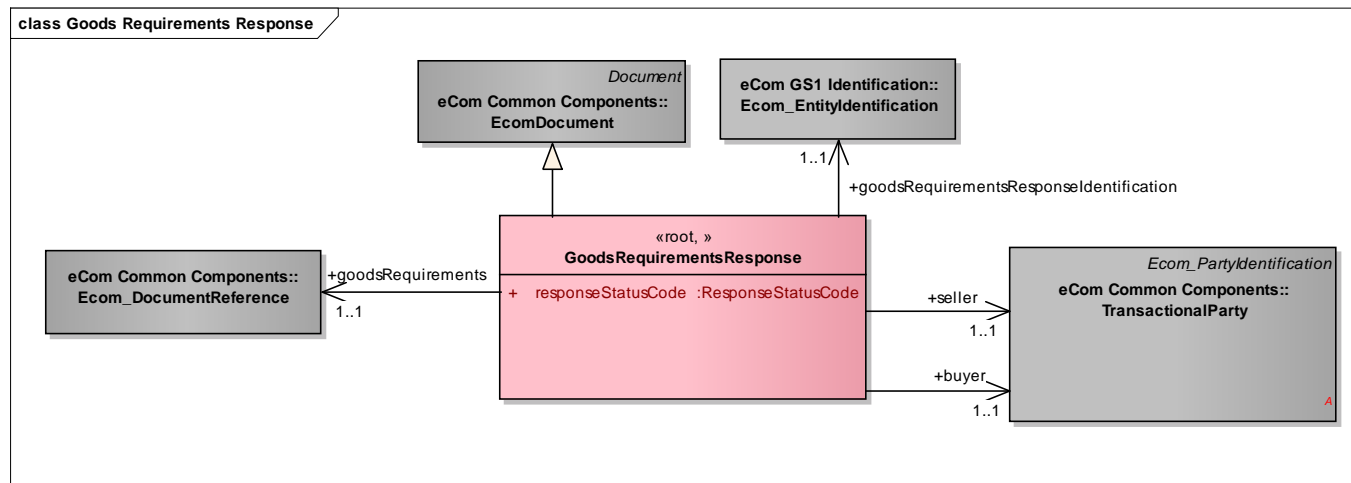 class Goods Requirements Response
Document
eCom Common Components::
EcomDocument
eCom GS1 Identification::
Ecom_EntityIdentification
1..1
+goodsRequirementsResponseIdentification
«root, »
GoodsRequirementsResponse
+ responseStatusCode :ResponseStatusCode
eCom Common Components::
Ecom_DocumentReference
+goodsRequirements
1..1
Ecom_PartyIdentification
eCom Common Components::
TransactionalParty
A
+seller
1..1
+buyer
1..1